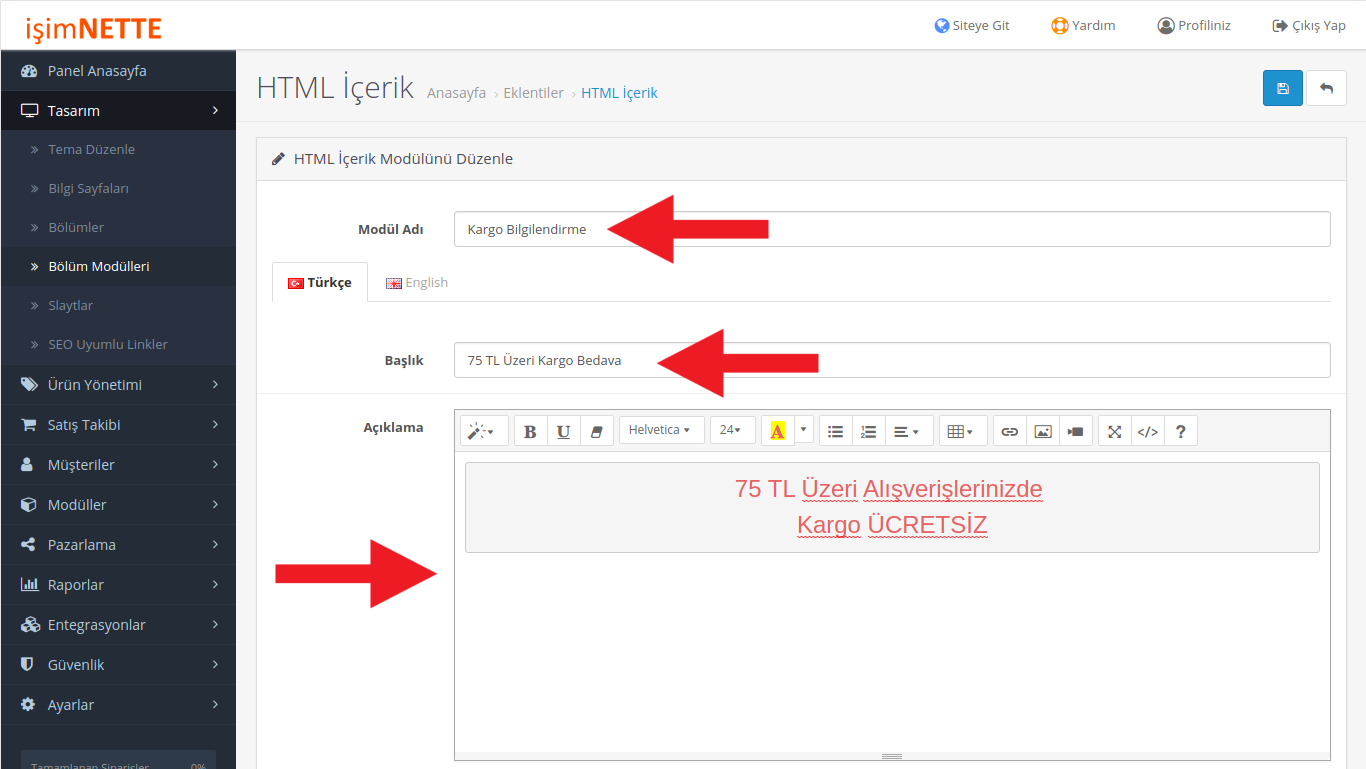 işimNETTE
Siteye Git
Yardım
Profiliniz
Çıkış Yap
Panel Anasayfa
Tasarım
Tema Düzenle
Bilgi Sayfaları
Bölümler
Bölüm Modülleri
Slaytlar
SEO Uyumlu Linkler
Ürün Yönetimi
Satış Takibi
Müşteriler
Modüller
Pazarlama
Raporlar
Entegrasyonlar
Güvenlik
Ayarlar
Tamamlanan Siparişler 0%
HTML İçerik Anasayfa › Eklentiler › HTML İçerik
HTML İçerik Modülünü Düzenle
Modül Adı Kargo Bilgilendirme
Türkçe English
Başlık 75 TL Üzeri Kargo Bedava
Açıklama
B U Helvetica 24 A </> ?
75 TL Üzeri Alışverişlerinizde
Kargo ÜCRETSİZ